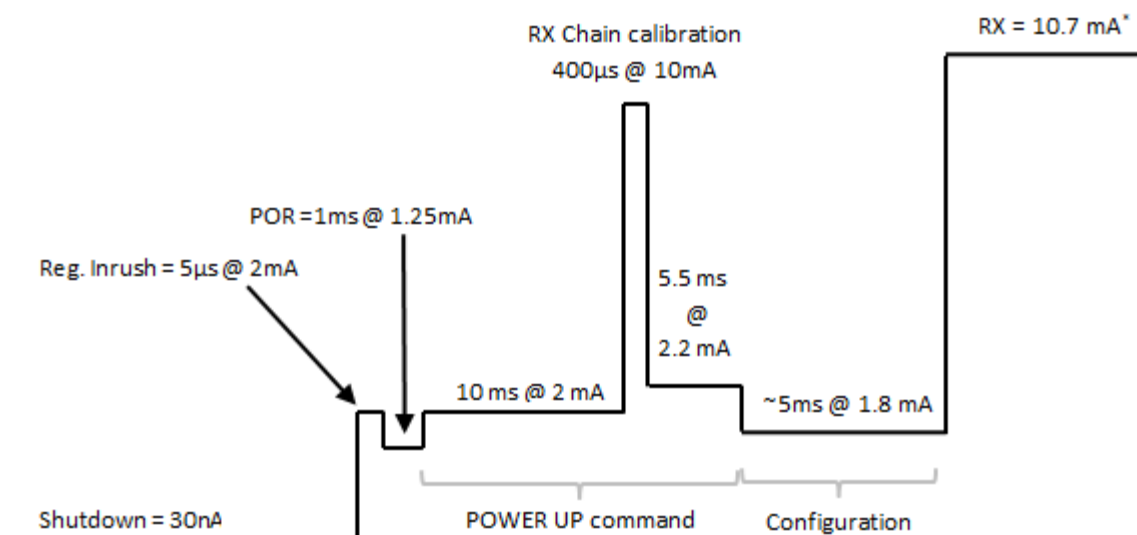 RX = 10.7 mA*
RX Chain calibration
400µs @ 10mA
POR =1ms @ 1.25mA
Reg. Inrush = 5µs @ 2mA
5.5 ms
@
2.2 mA
10 ms @ 2 mA
~5ms @ 1.8 mA
Shutdown = 30nA
POWER UP command
Configuration